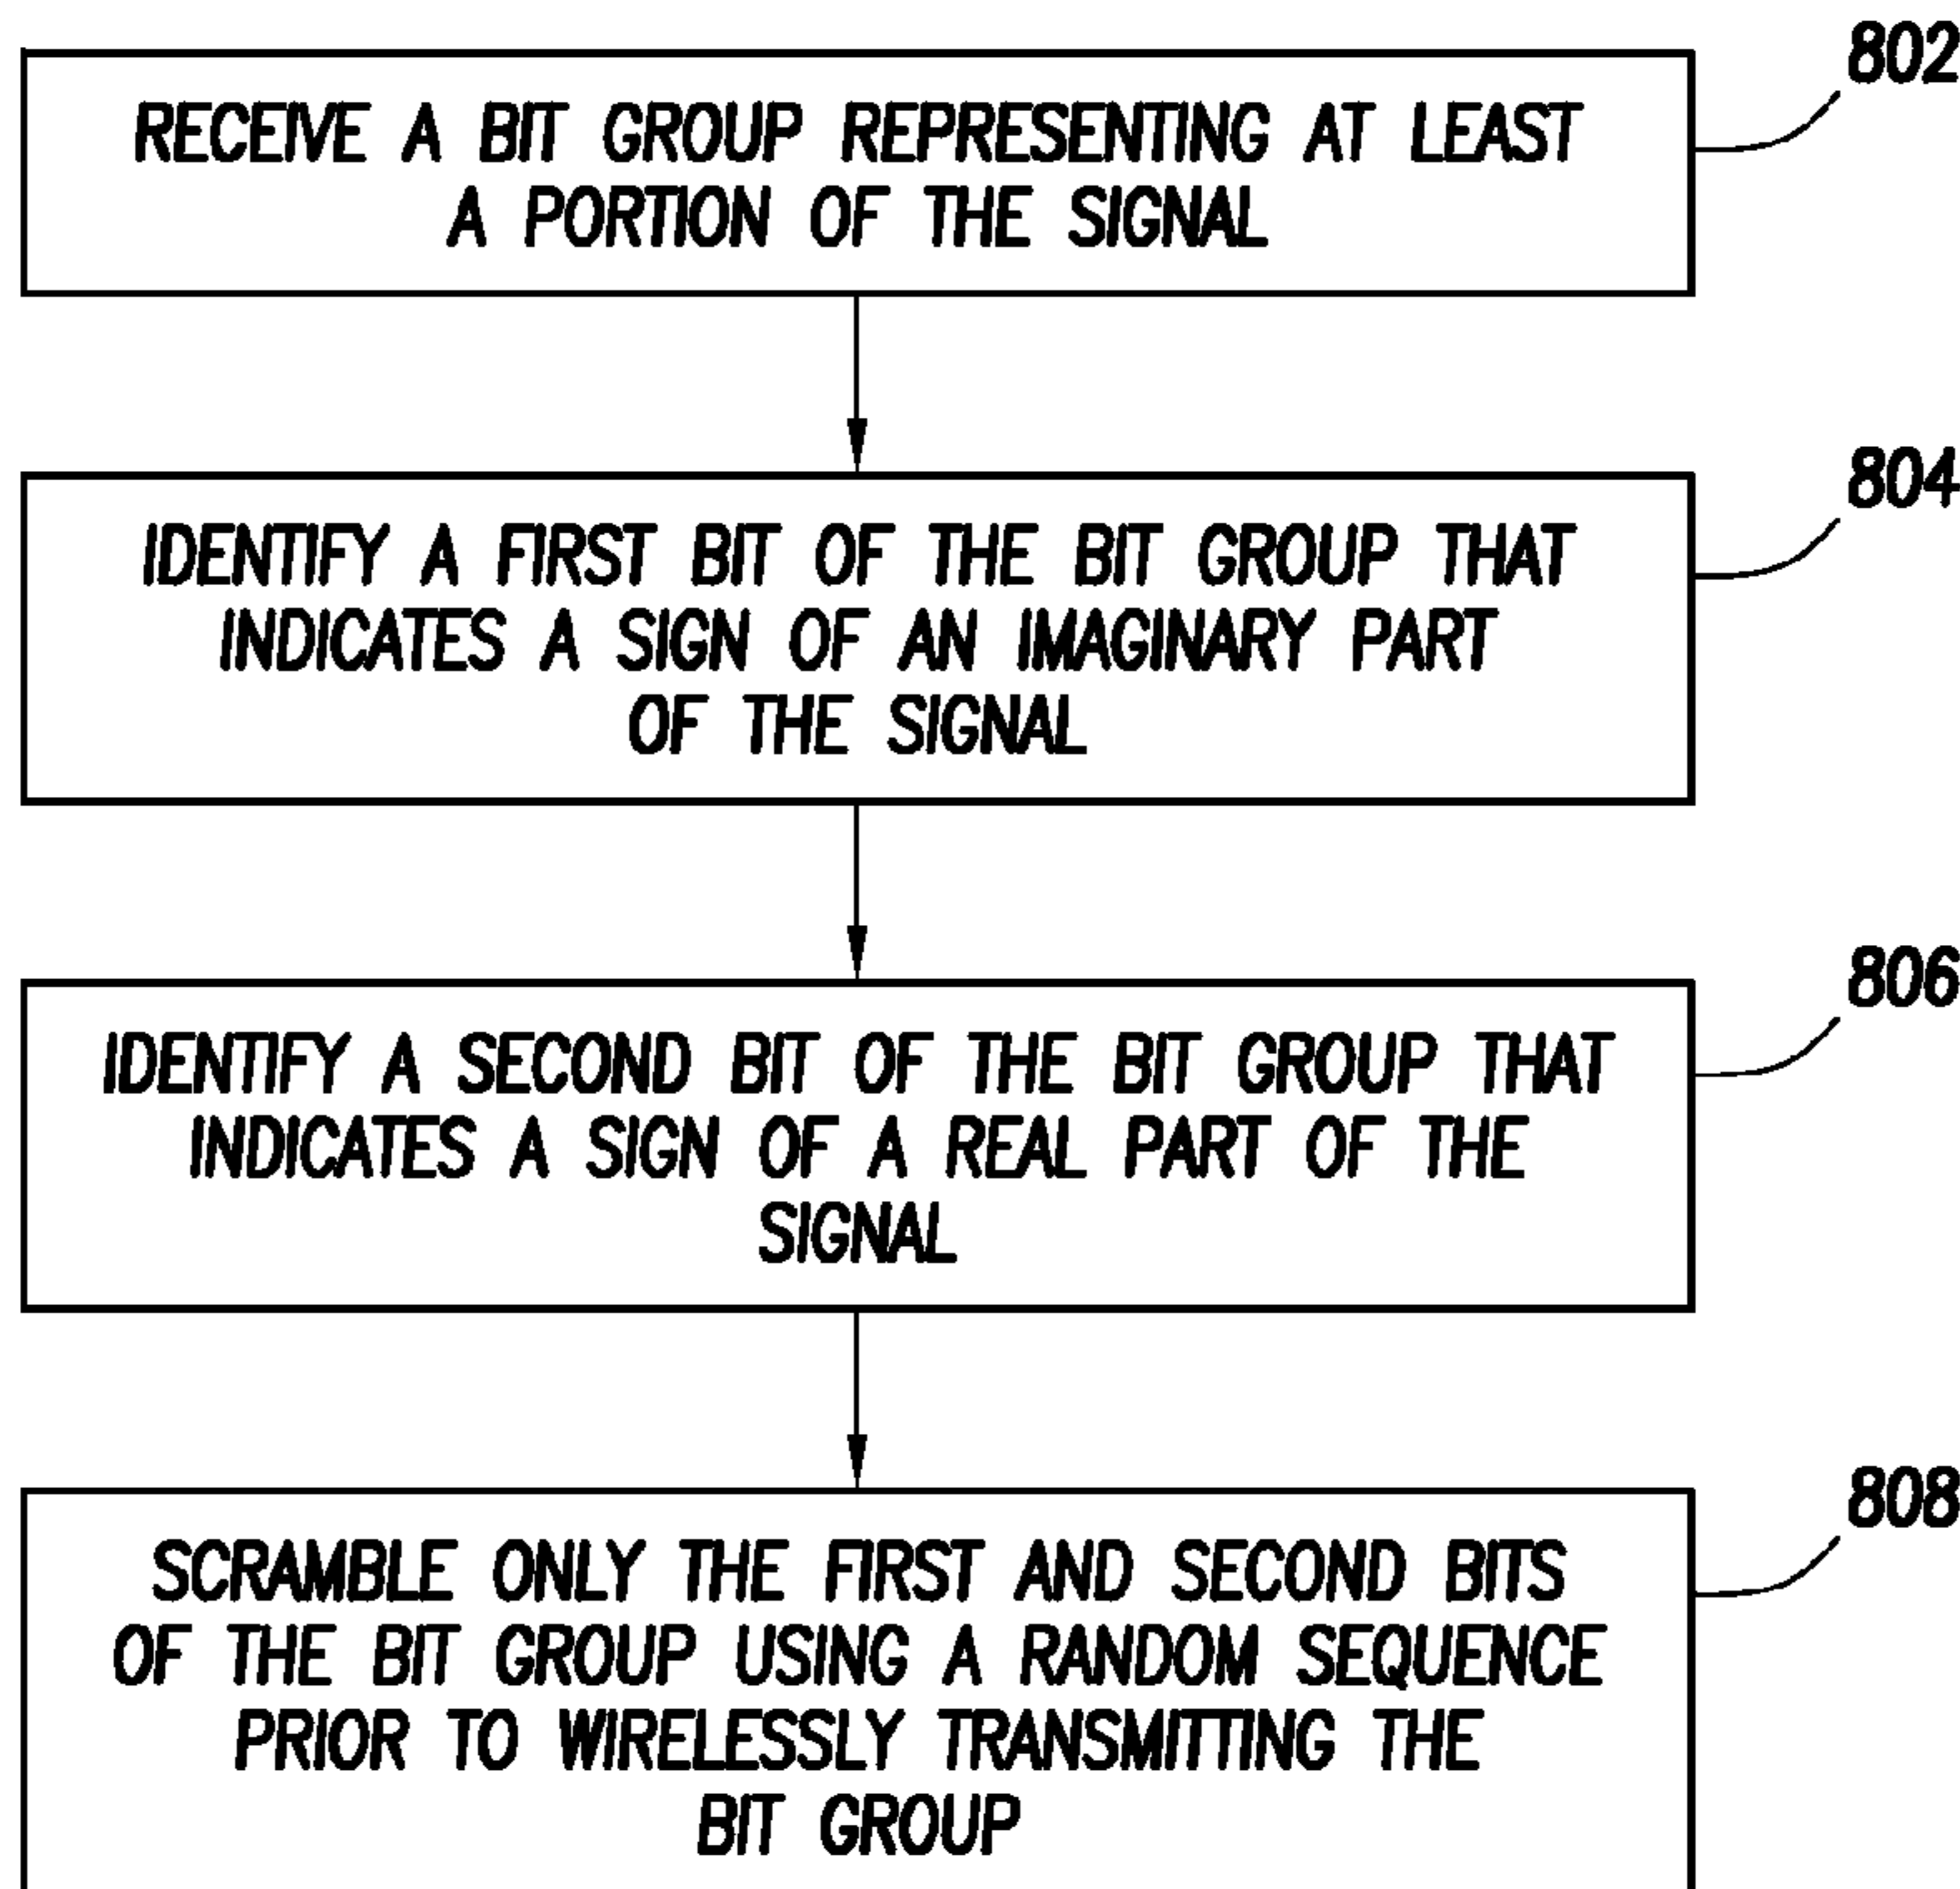 802
RECEIVE A BIT GROUP REPRESENTING AT LEAST
A PORTION OF THE SIGNAL
804
IDENTIFY A FIRST BIT OF THE BIT GROUP THAT
INDICATES A SIGN OF AN IMAGINARY PART
OF THE SIGNAL
806
IDENTIFY A SECOND BIT OF THE BIT GROUP THAT
INDICATES A SIGN OF A REAL PART OF THE
SIGNAL
808
SCRAMBLE ONLY THE FIRST AND SECOND BITS
OF THE BIT GROUP USING A RANDOM SEQUENCE
PRIOR TO WIRELESSLY TRANSMITTING THE
BIT GROUP